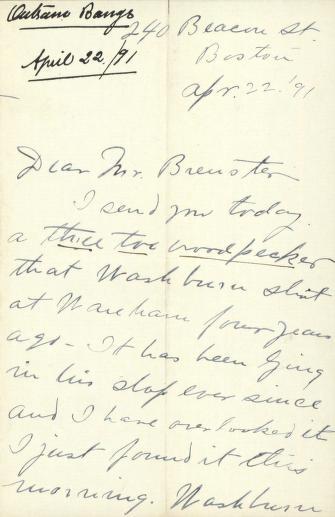 Outram Bangs
April 22/91
240 Beacon St.
Boston
Apr. 22. '91
Dear Mr. Brewster
I send you today
a three toe woodpecker
that Washburn shot
at Wareham four years
ago - It has been lying
in his shop ever since
and I have overlooked it
I just found it this
morning. Washburn